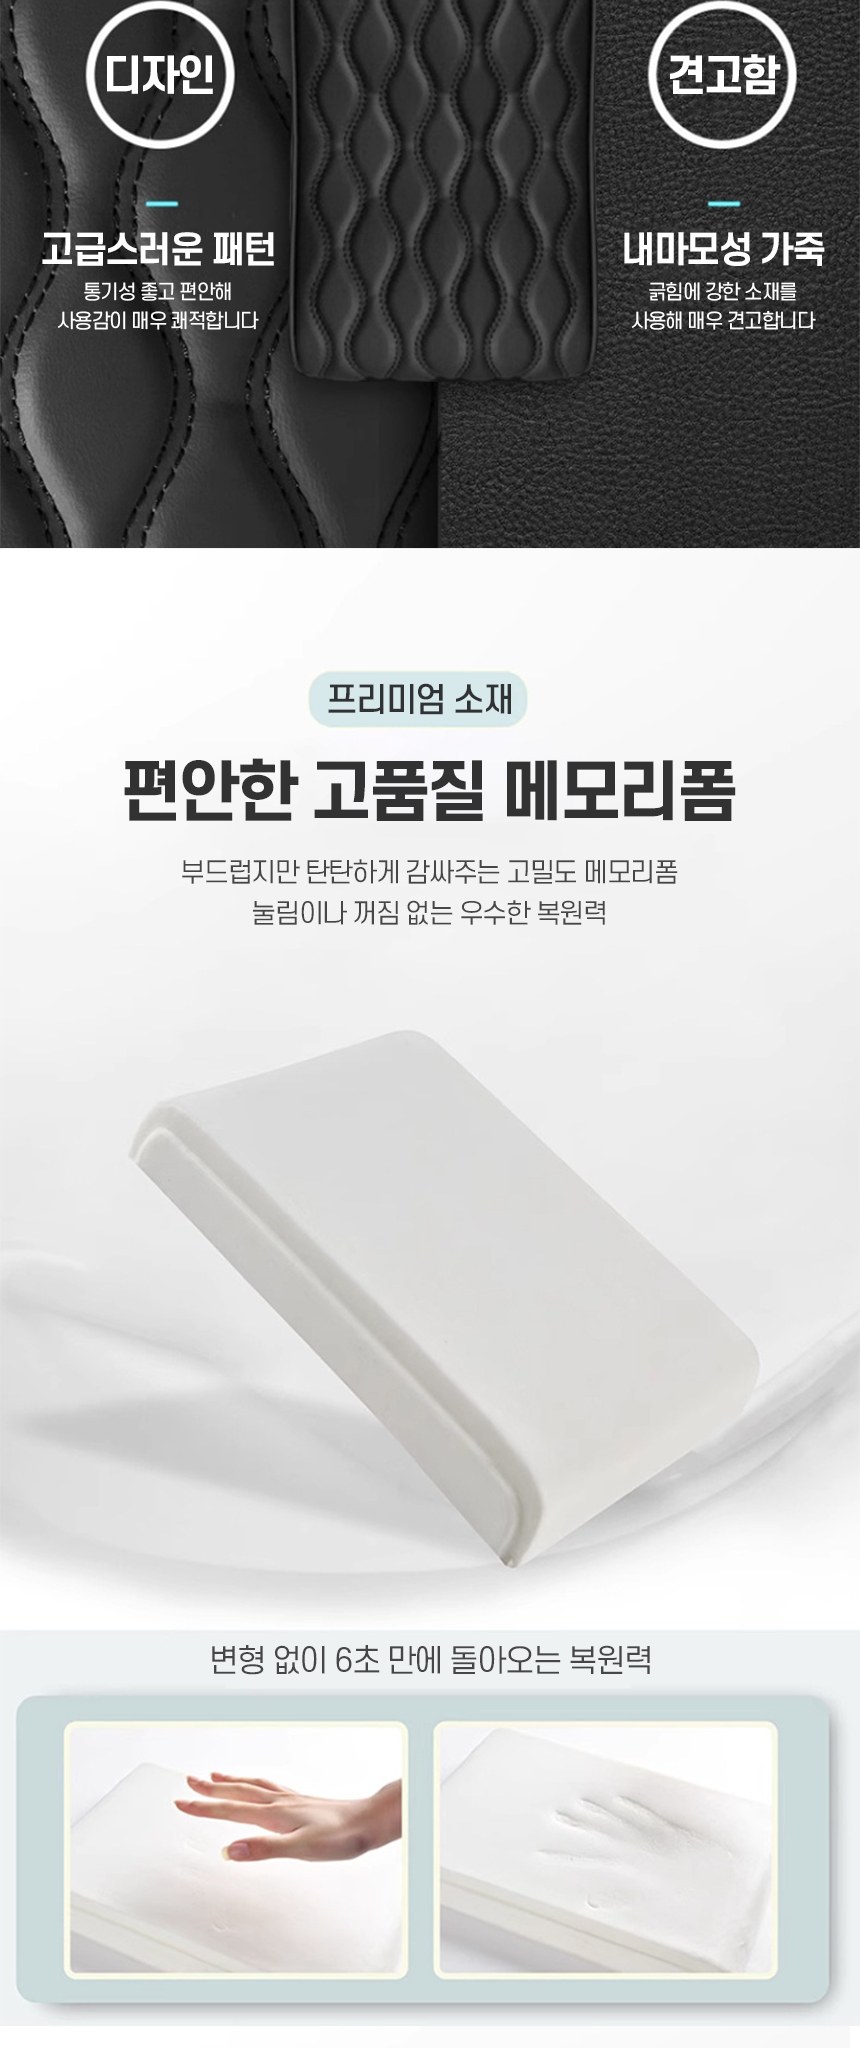 디자인
고급스러운 패턴
통기성 좋고 편안해
사용감이 매우 쾌적합니다
견고함
내마모성 가죽
긁힘에 강한 소재를
사용해 매우 견고합니다
프리미엄 소재
편안한 고품질 메모리폼
부드럽지만 탄탄하게 감싸주는 고밀도 메모리폼
눌림이나 꺼짐 없는 우수한 복원력
변형 없이 6초 만에 돌아오는 복원력